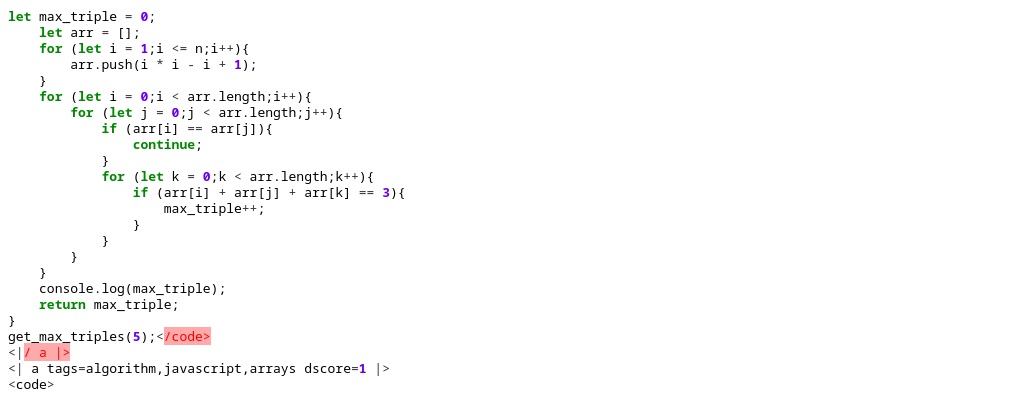 let max_triple = 0;
    let arr = [];
    for (let i = 1;i <= n;i++){
        arr.push(i * i - i + 1);
    }
    for (let i = 0;i < arr.length;i++){
        for (let j = 0;j < arr.length;j++){
            if (arr[i] == arr[j]){
                continue;
            }
            for (let k = 0;k < arr.length;k++){
                if (arr[i] + arr[j] + arr[k] == 3){
                    max_triple++;
                }
            }
        }
    }
    console.log(max_triple);
    return max_triple;
}
get_max_triples(5);</code>
<|/ a |>
<| a tags=algorithm,javascript,arrays dscore=1 |>
<code>